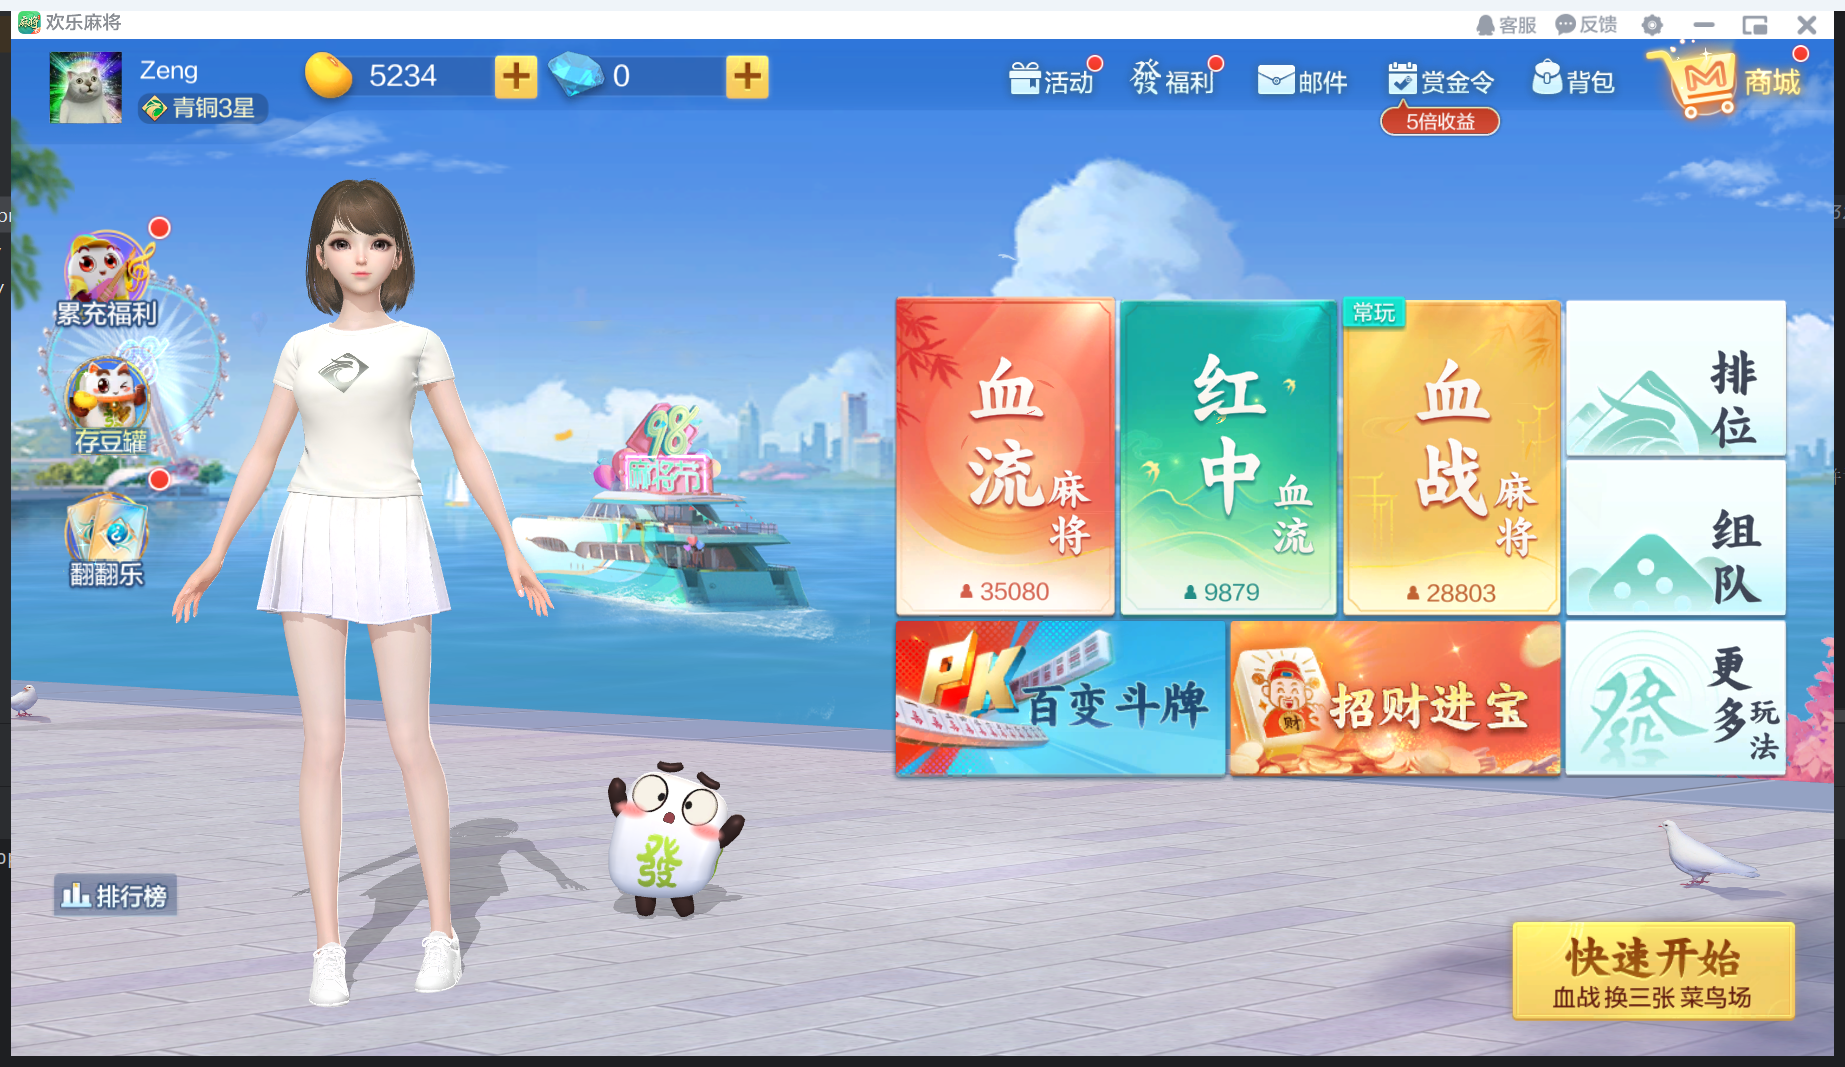 欢乐麻将
客服
反馈
Zeng
青铜3星
5234
0
活动
福利
邮件
赏金令
背包
商城
5倍收益
累充福利
存豆罐
翻翻乐
98
麻将节
血流麻将
35080
红中血流
9879
常玩
血战麻将
28803
排位
组队
PK
百变斗牌
财
招财进宝
發
更多玩法
發
排行榜
快速开始
血战 换三张 菜鸟场